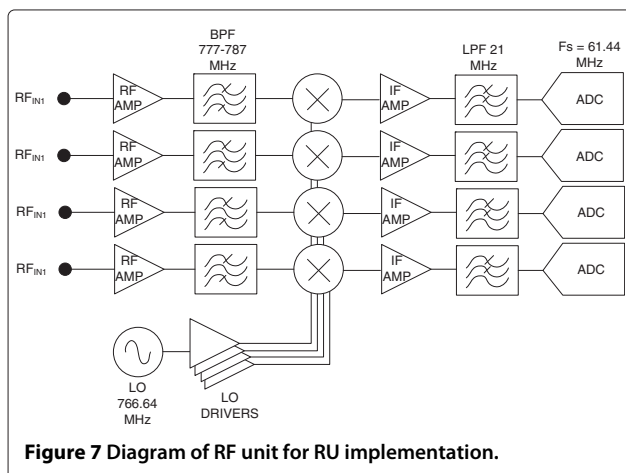 BPF
777-787
MHz
LPF 21
MHz
Fs = 61.44
MHz
RFIN1
RF
AMP
IF
AMP
ADC
RFIN1
RF
AMP
IF
AMP
ADC
RFIN1
RF
AMP
IF
AMP
ADC
RFIN1
RF
AMP
IF
AMP
ADC
LO
766.64
MHz
LO
DRIVERS
Figure 7 Diagram of RF unit for RU implementation.